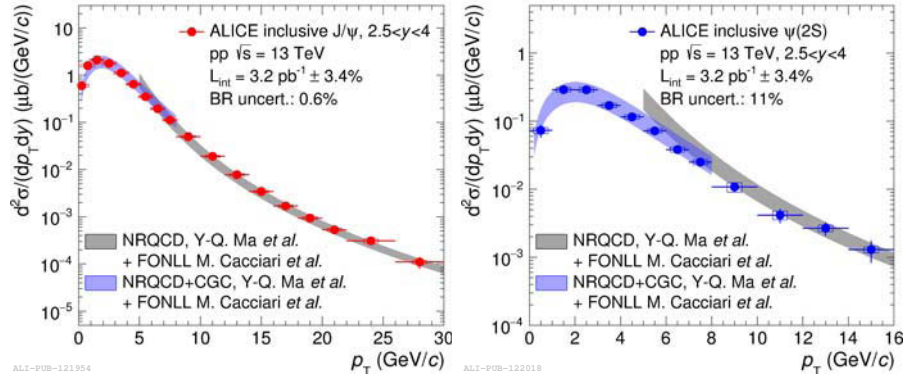 ALICE inclusive J/ψ, 2.5<y<4
pp √s = 13 TeV
L_int = 3.2 pb⁻¹ ± 3.4%
BR uncert.: 0.6%
d²σ/(dp_T dy) (μb/(GeV/c))
10
1
10⁻¹
10⁻²
10⁻³
10⁻⁴
10⁻⁵
NRQCD, Y-Q. Ma et al.
+ FONLL M. Cacciari et al.
NRQCD+CGC, Y-Q. Ma et al.
+ FONLL M. Cacciari et al.
0 5 10 15 20 25 30
p_T (GeV/c)
ALI-PUB-121954
ALICE inclusive ψ(2S)
pp √s = 13 TeV, 2.5<y<4
L_int = 3.2 pb⁻¹ ± 3.4%
BR uncert.: 11%
d²σ/(dp_T dy) (μb/(GeV/c))
1
10⁻¹
10⁻²
10⁻³
10⁻⁴
NRQCD, Y-Q. Ma et al.
+ FONLL M. Cacciari et al.
NRQCD+CGC, Y-Q. Ma et al.
+ FONLL M. Cacciari et al.
0 2 4 6 8 10 12 14 16
p_T (GeV/c)
ALI-PUB-122018